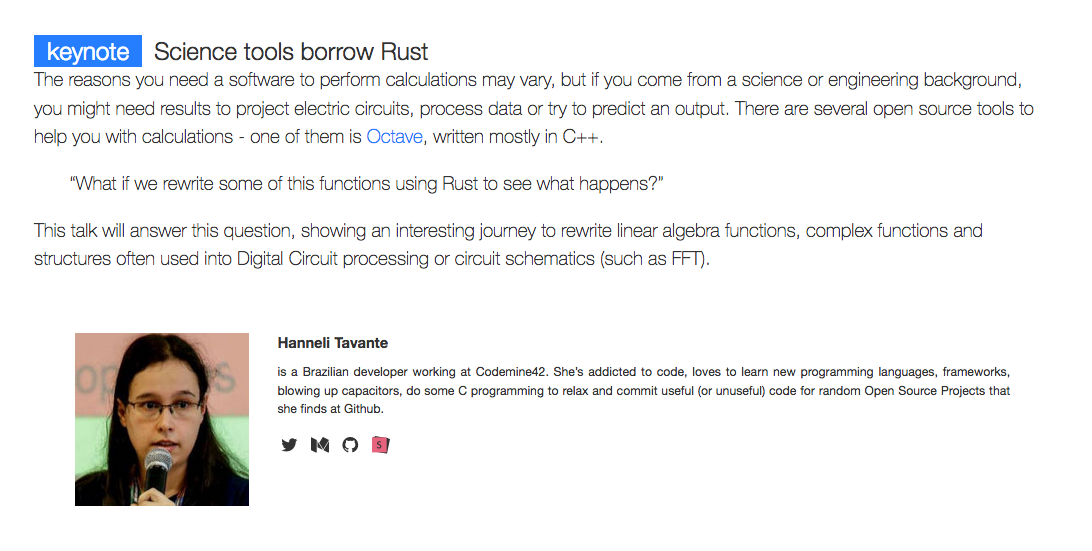 keynote Science tools borrow Rust
The reasons you need a software to perform calculations may vary, but if you come from a science or engineering background,
you might need results to project electric circuits, process data or try to predict an output. There are several open source tools to
help you with calculations - one of them is Octave, written mostly in C++.
“What if we rewrite some of this functions using Rust to see what happens?”
This talk will answer this question, showing an interesting journey to rewrite linear algebra functions, complex functions and
structures often used into Digital Circuit processing or circuit schematics (such as FFT).
Hanneli Tavante
is a Brazilian developer working at Codemine42. She's addicted to code, loves to learn new programming languages, frameworks,
blowing up capacitors, do some C programming to relax and commit useful (or unuseful) code for random Open Source Projects that
she finds at Github.
S